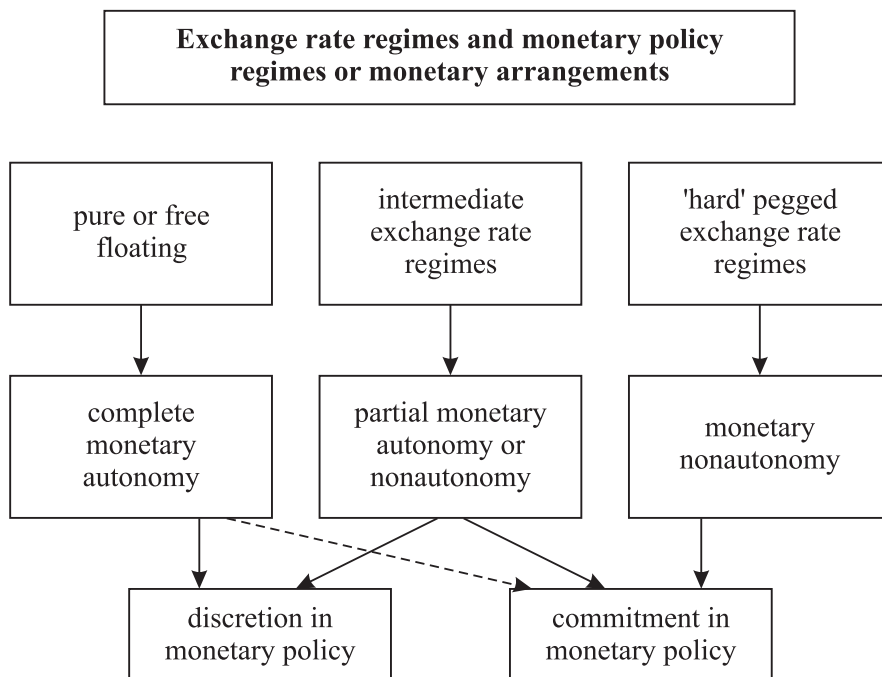 Exchange rate regimes and monetary policy
regimes or monetary arrangements
pure or free
floating
intermediate
exchange rate
regimes
'hard' pegged
exchange rate
regimes
complete
monetary
autonomy
partial monetary
autonomy or
nonautonomy
monetary
nonautonomy
discretion in
monetary policy
commitment in
monetary policy